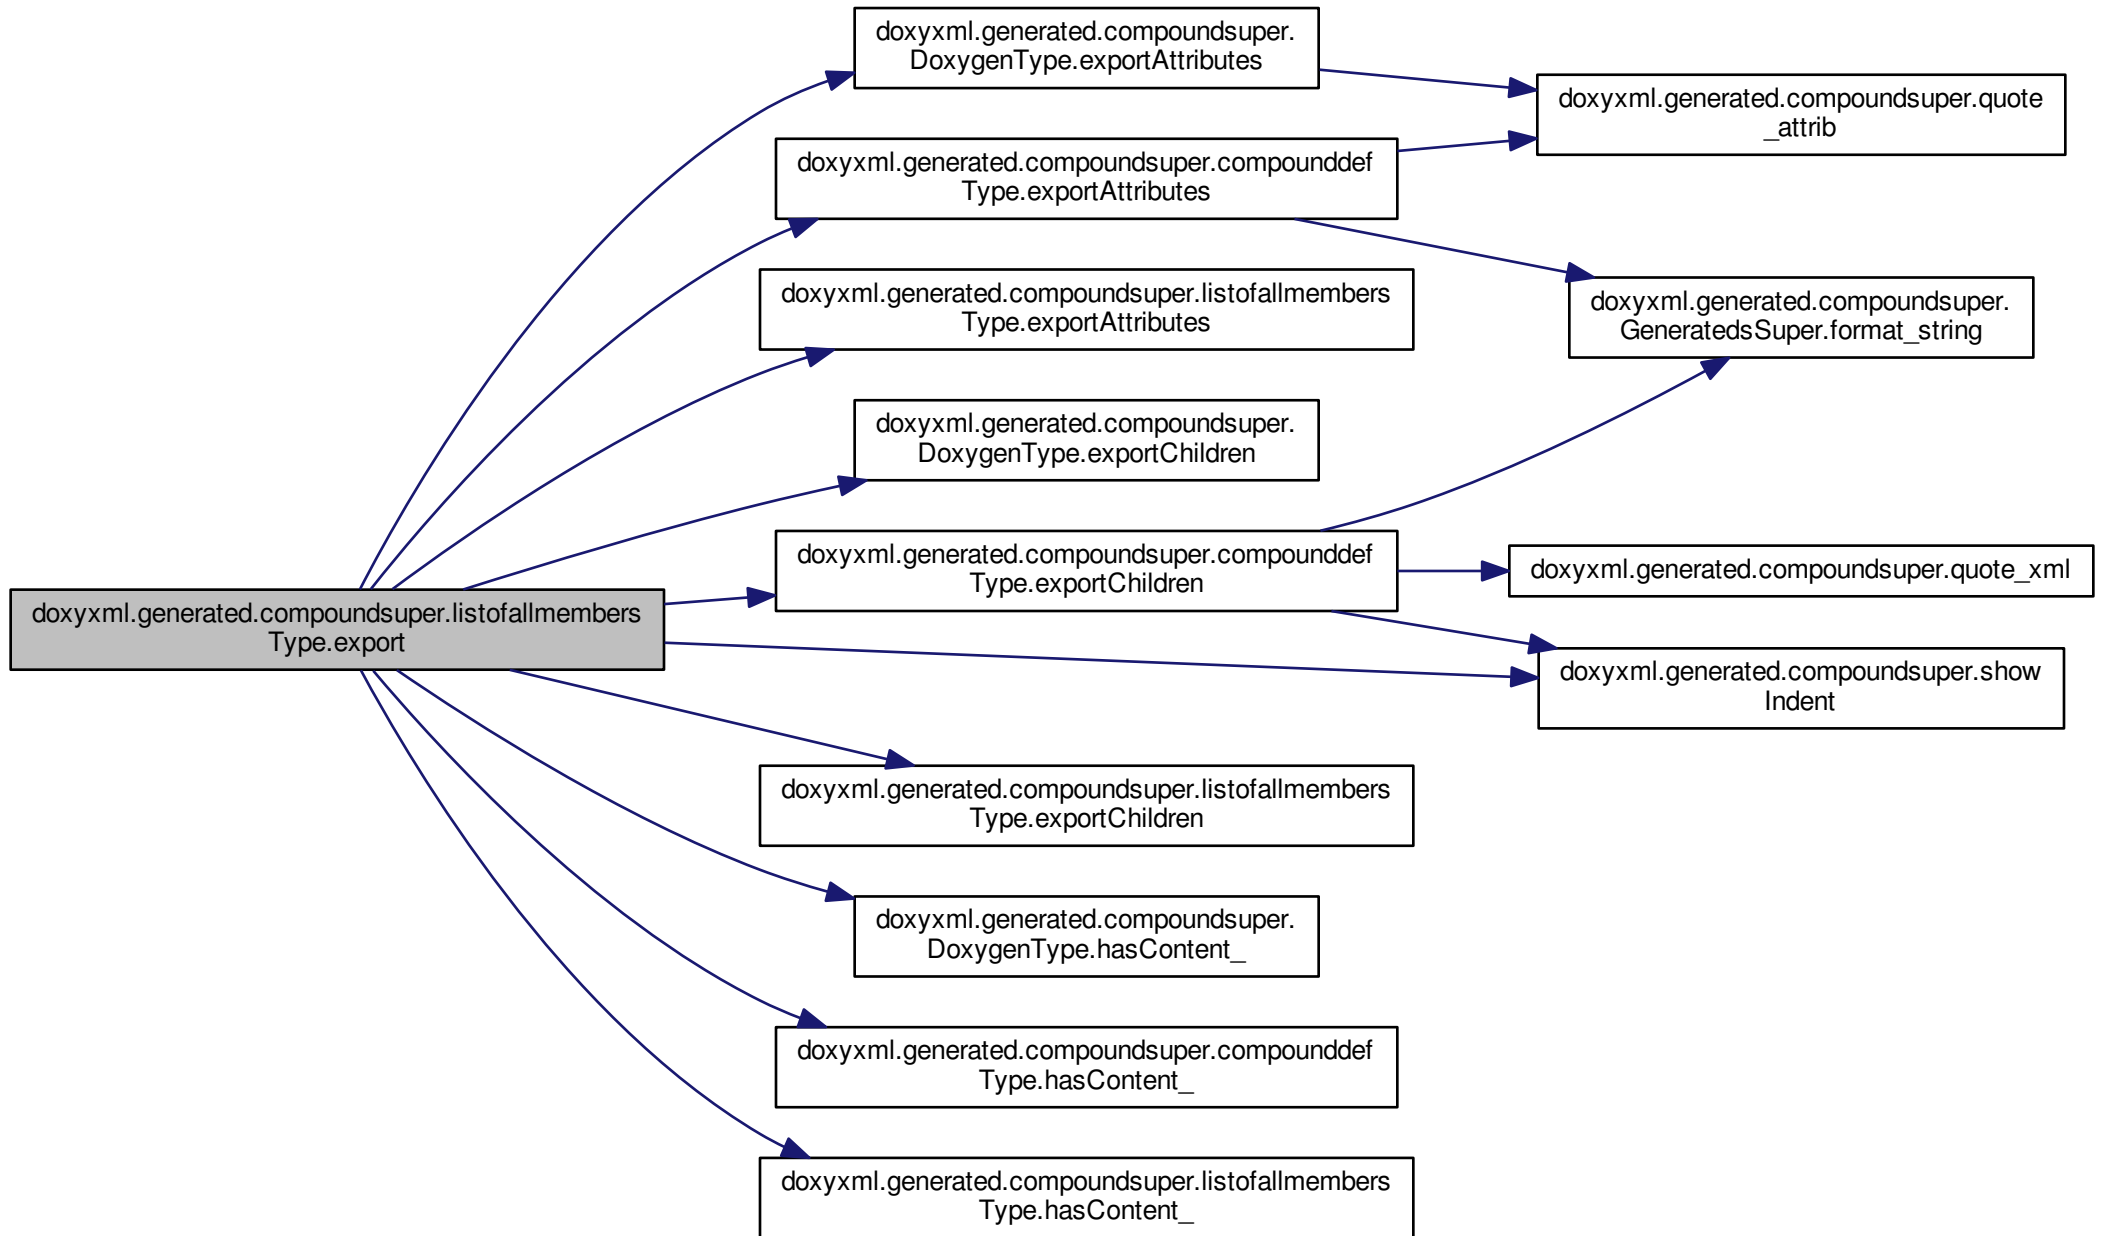 doxyxml.generated.compoundsuper.listofallmembers
Type.export
doxyxml.generated.compoundsuper.
DoxygenType.exportAttributes
doxyxml.generated.compoundsuper.compounddef
Type.exportAttributes
doxyxml.generated.compoundsuper.listofallmembers
Type.exportAttributes
doxyxml.generated.compoundsuper.
DoxygenType.exportChildren
doxyxml.generated.compoundsuper.compounddef
Type.exportChildren
doxyxml.generated.compoundsuper.listofallmembers
Type.exportChildren
doxyxml.generated.compoundsuper.
DoxygenType.hasContent_
doxyxml.generated.compoundsuper.compounddef
Type.hasContent_
doxyxml.generated.compoundsuper.listofallmembers
Type.hasContent_
doxyxml.generated.compoundsuper.quote
_attrib
doxyxml.generated.compoundsuper.
GeneratedsSuper.format_string
doxyxml.generated.compoundsuper.quote_xml
doxyxml.generated.compoundsuper.show
Indent